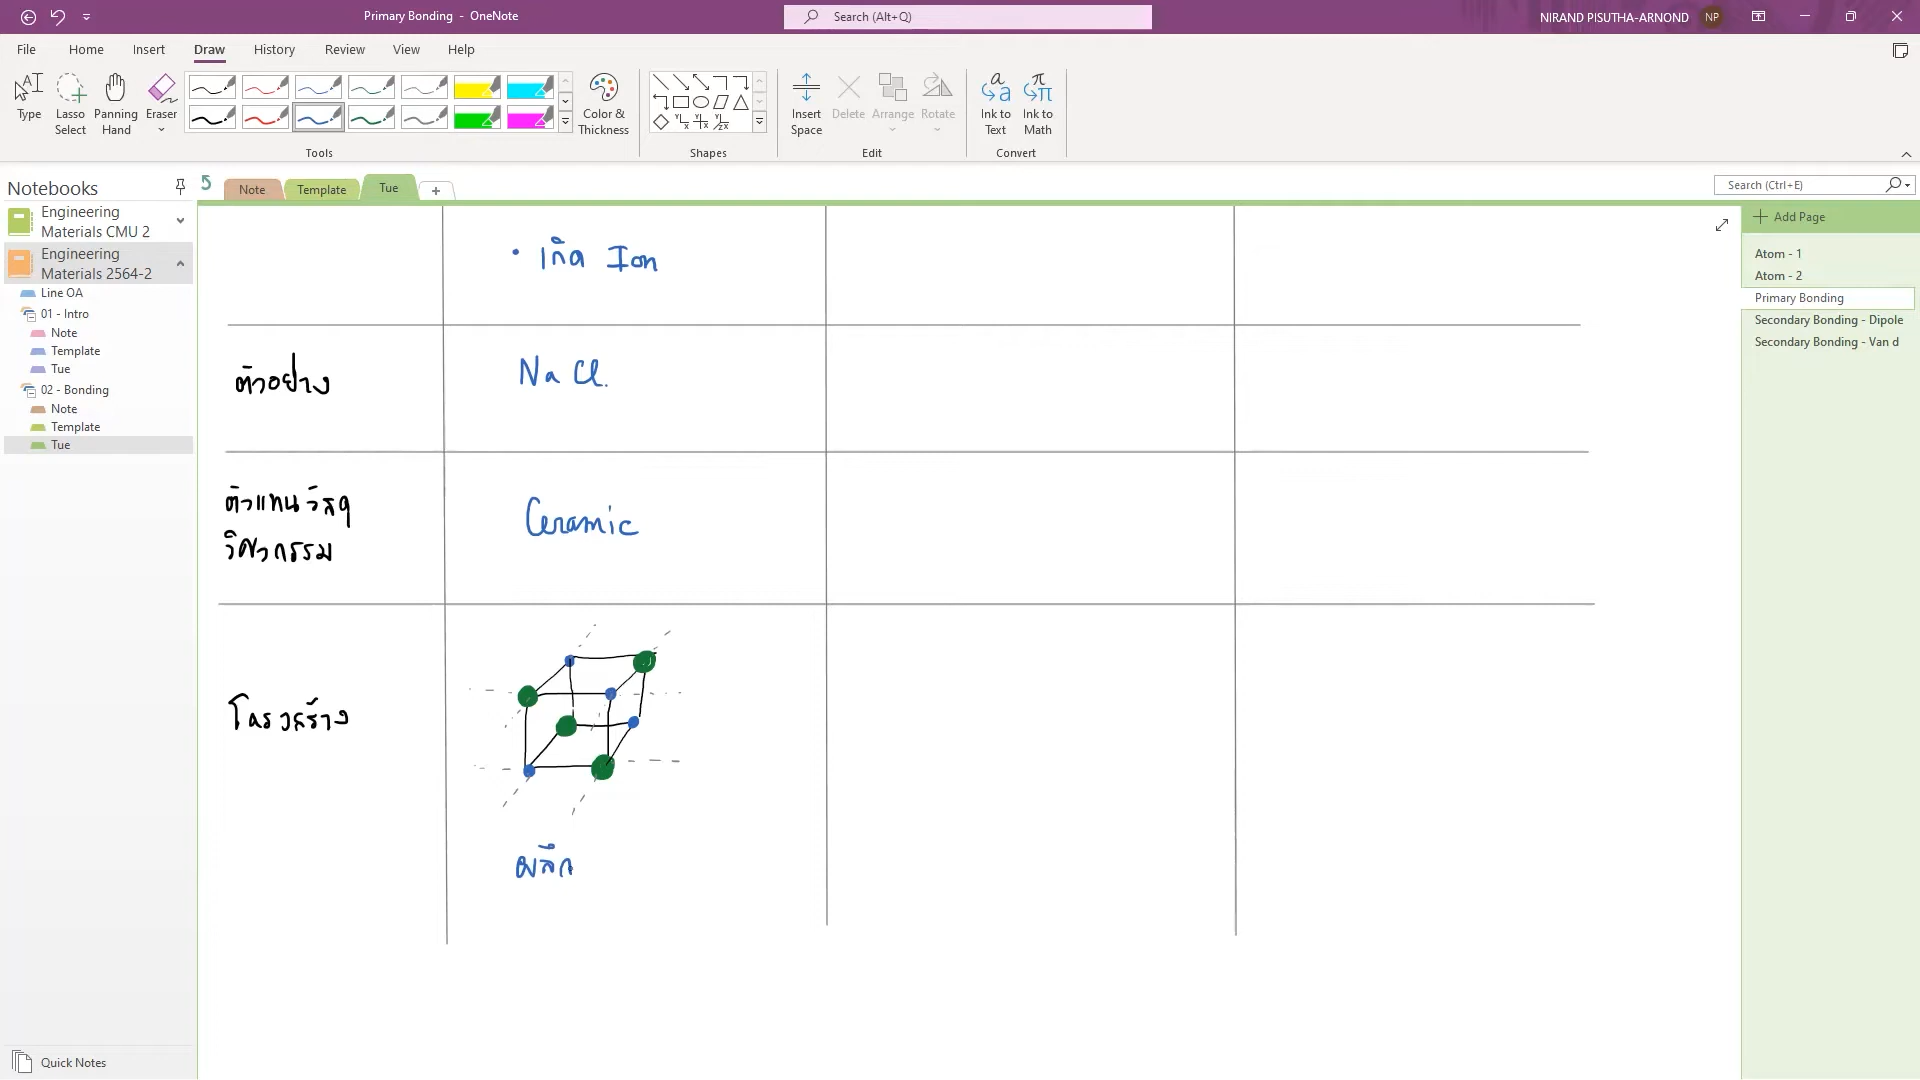 Primary Bonding - OneNote
Search (Alt+Q)
NIRAND PISUTHA-ARNOND
NP
File Home Insert Draw History Review View Help
Type
Lasso Select
Panning Hand
Eraser
Color & Thickness
Insert Space
Delete
Arrange
Rotate
Ink to Text
Ink to Math
Tools
Shapes
Edit
Convert
Notebooks
Note Template Tue
Search (Ctrl+E)
Engineering Materials CMU 2
Engineering Materials 2564-2
Line OA
01 - Intro
Note
Template
Tue
02 - Bonding
Note
Template
Tue
Quick Notes
• เกิด Ion
ตัวอย่าง
NaCl.
ตัวแทนวัสดุ
วิศวกรรม
Ceramic
โครงสร้าง
ผลึก
Add Page
Atom - 1
Atom - 2
Primary Bonding
Secondary Bonding - Dipole
Secondary Bonding - Van d